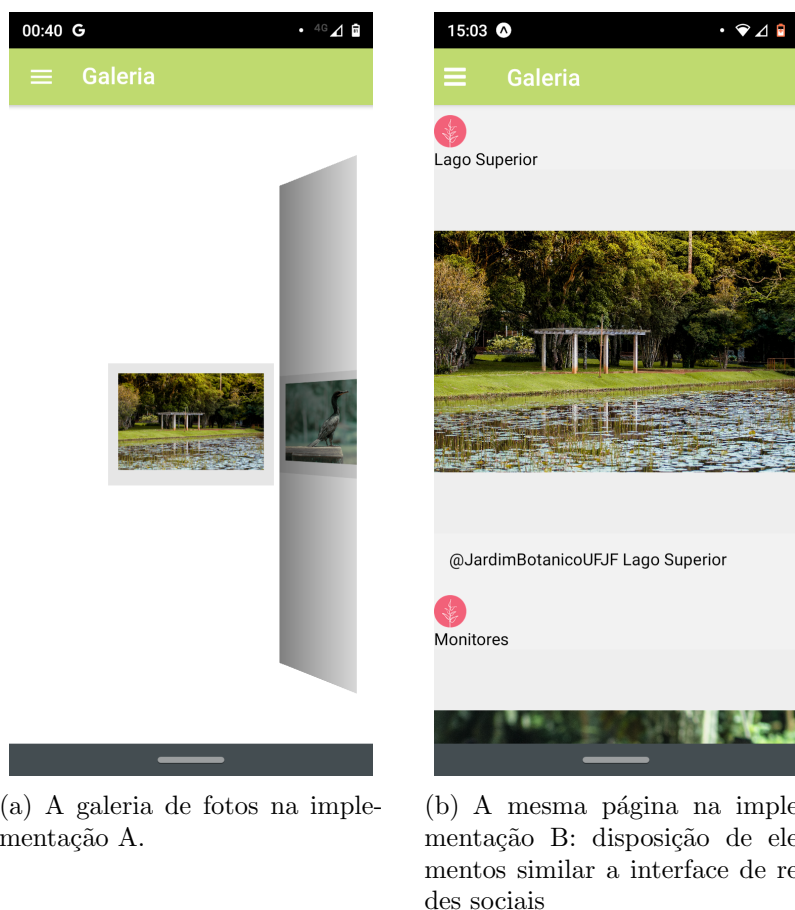 00:40 G
4G
Galeria
15:03
Galeria
Lago Superior
@JardimBotanicoUFJF Lago Superior
Monitores
(a) A galeria de fotos na imple-
mentação A.
(b) A mesma página na imple
mentação B: disposição de ele
mentos similar a interface de re
des sociais